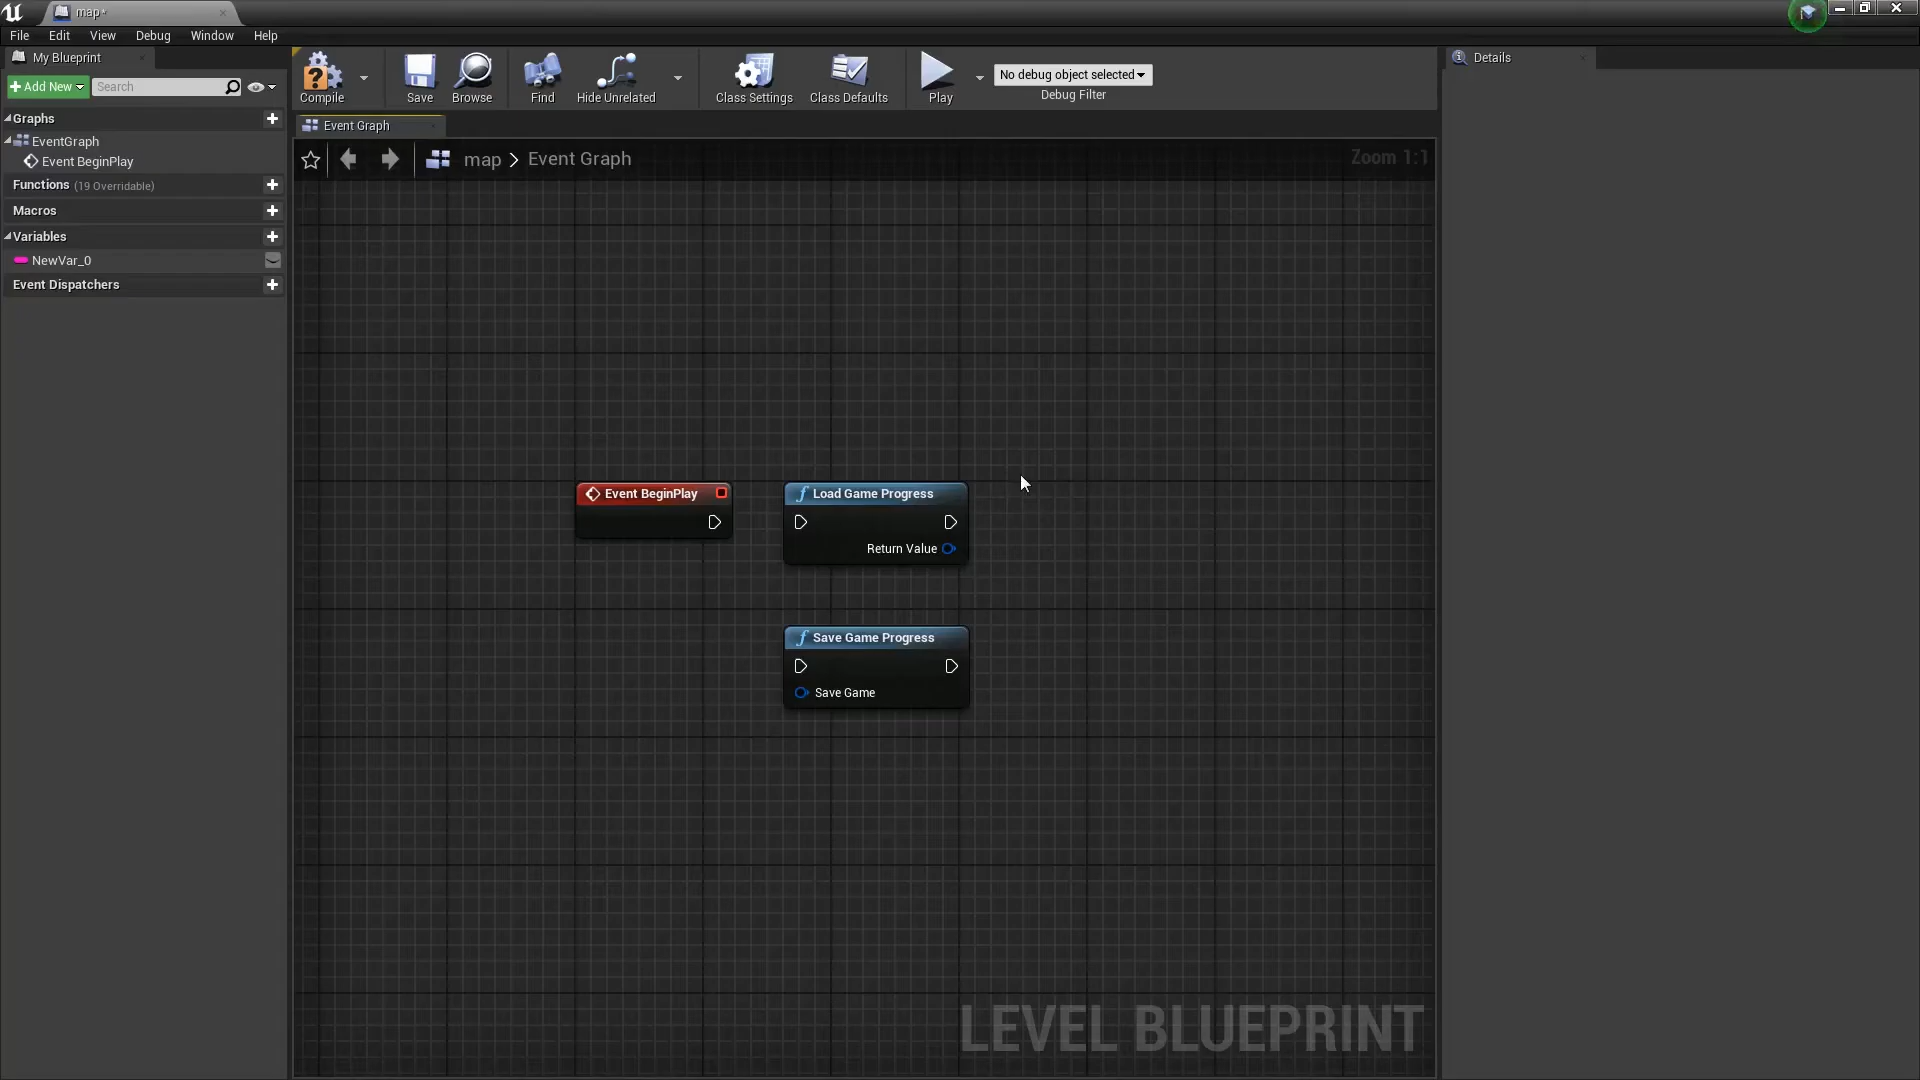 map*
File Edit View Debug Window Help
My Blueprint
Add New Search
Graphs
EventGraph
Event BeginPlay
Functions (19 Overridable)
Macros
Variables
NewVar_0
Event Dispatchers
Compile Save Browse Find Hide Unrelated Class Settings Class Defaults Play
No debug object selected
Debug Filter
Details
Event Graph
map > Event Graph
Zoom 1:1
Event BeginPlay
Load Game Progress
Return Value
Save Game Progress
Save Game
LEVEL BLUEPRINT